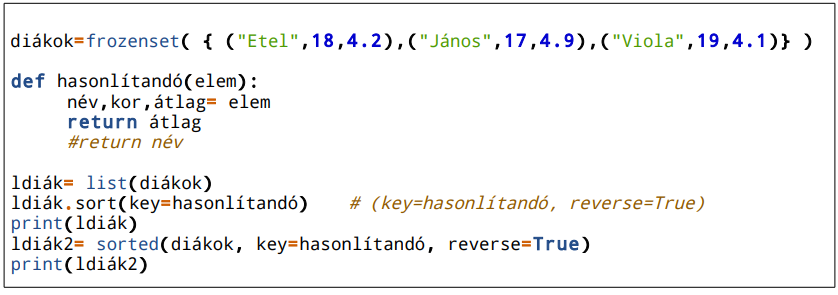 diákok=frozenset( { ("Etel",18,4.2),("János",17,4.9),("Viola",19,4.1)} )
def hasonlítandó(elem):
név,kor,átlag= elem
return átlag
#return név
ldiák= list(diákok)
ldiák.sort(key=hasonlítandó) # (key=hasonlítandó, reverse=True)
print(ldiák)
ldiák2= sorted(diákok, key=hasonlítandó, reverse=True)
print(ldiák2)